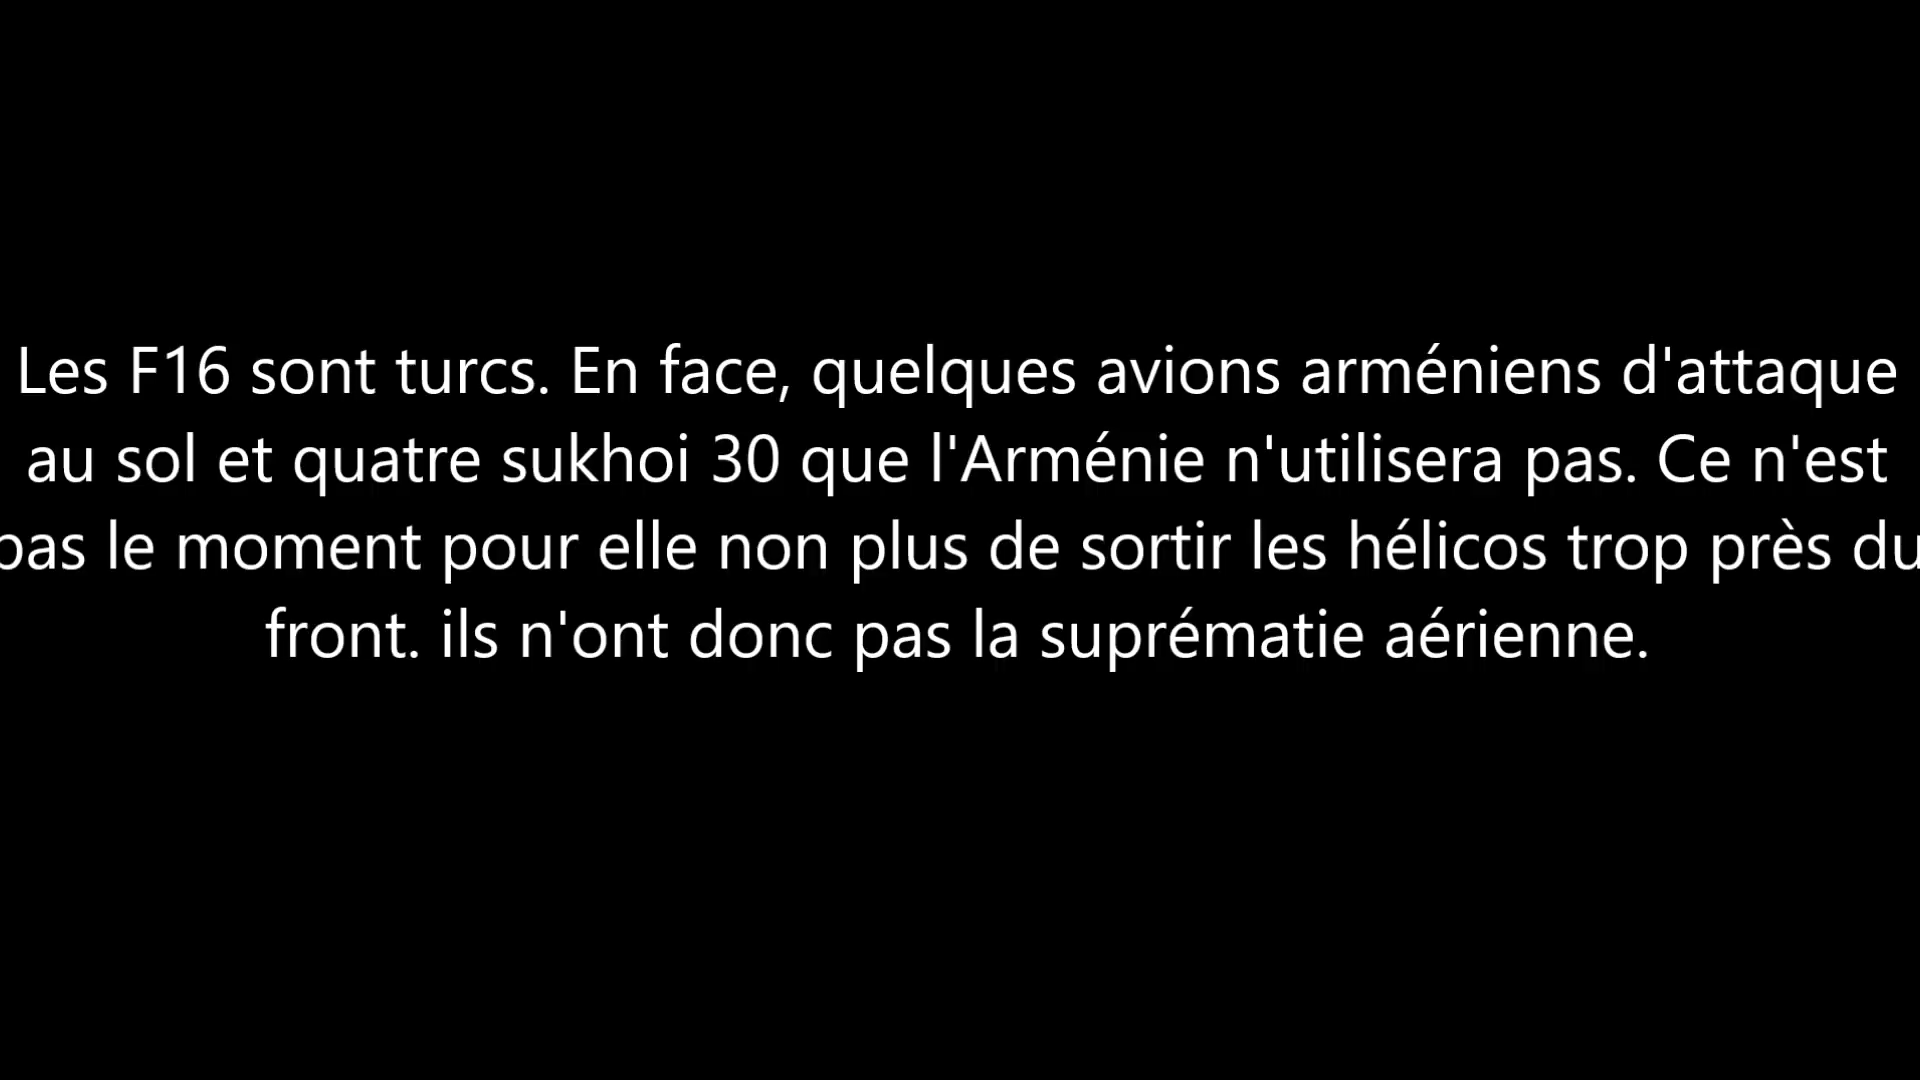 Les F16 sont turcs. En face, quelques avions arméniens d'attaque
au sol et quatre sukhoi 30 que l'Arménie n'utilisera pas. Ce n'est
pas le moment pour elle non plus de sortir les hélicos trop près du
front. ils n'ont donc pas la suprématie aérienne.